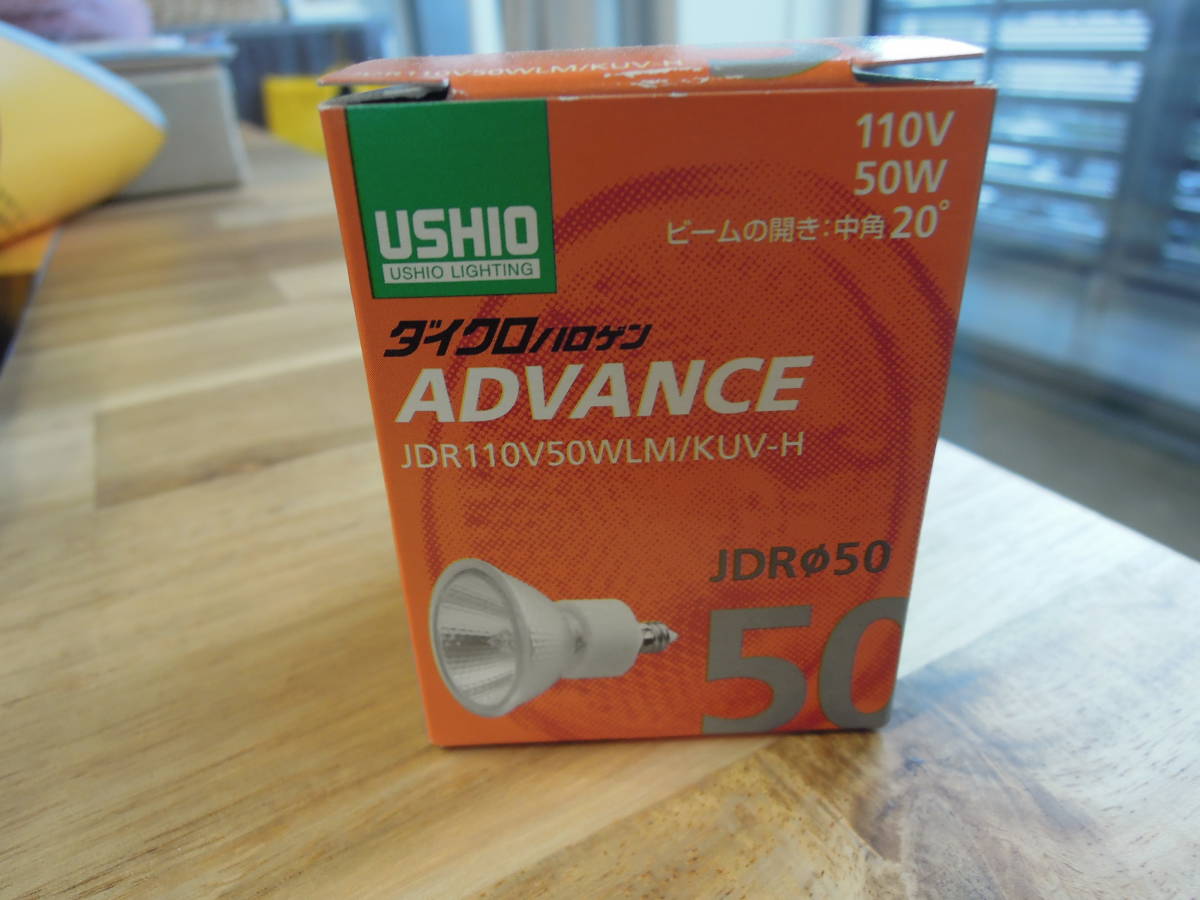 JDR110V50WLM/KUV-H
110V
50W
ビームの開き:中角20°
USHIO
USHIO LIGHTING
ダイクロハロゲン
ADVANCE
JDR110V50WLM/KUV-H
JDRφ50
50